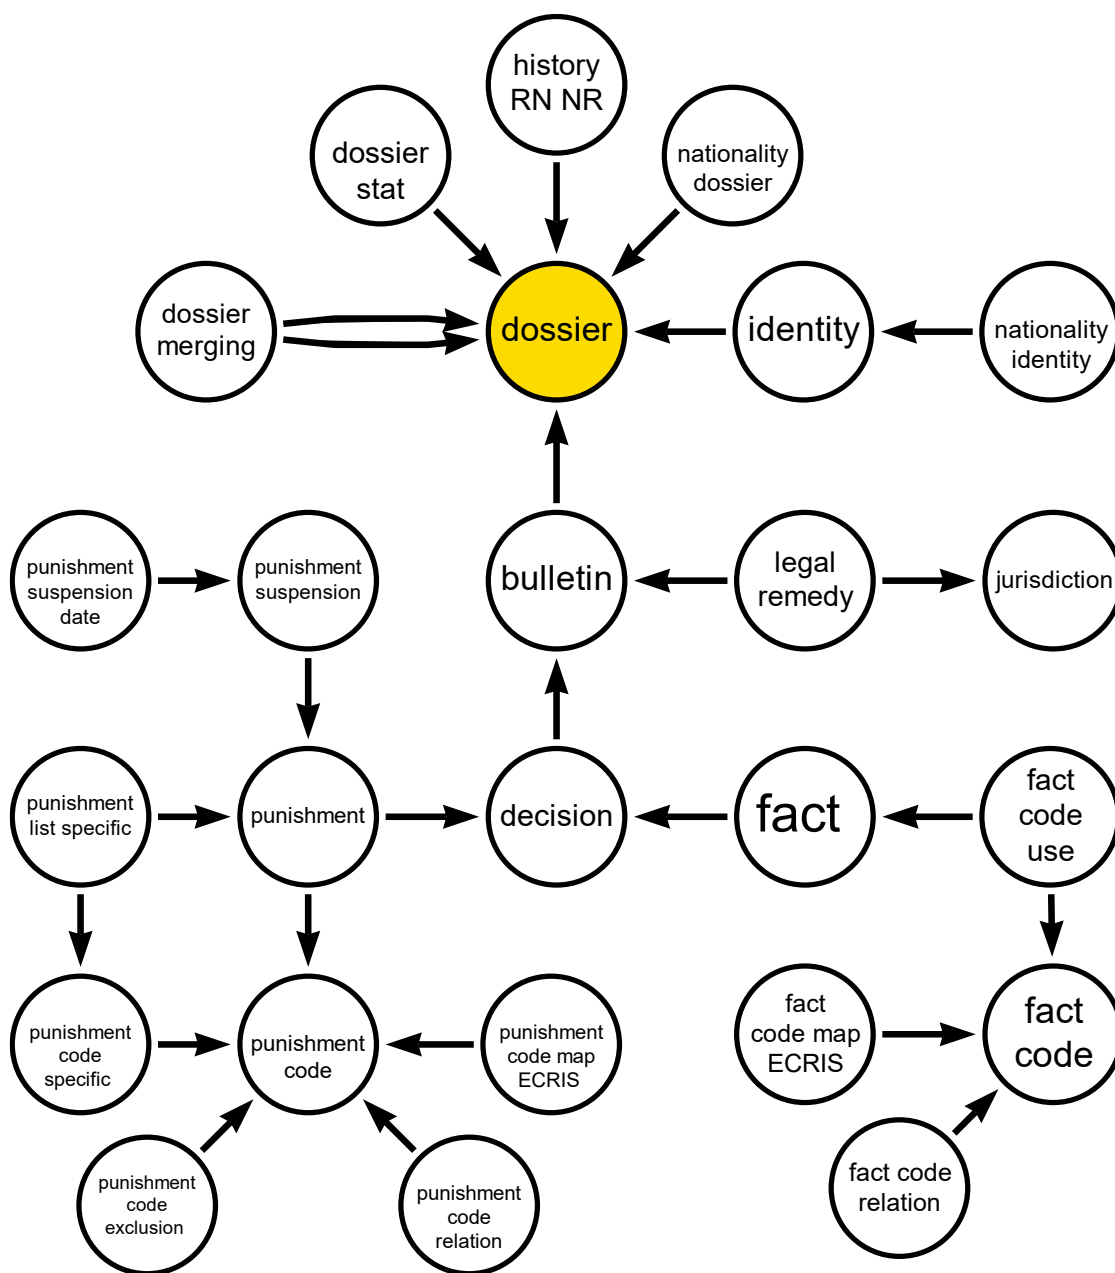 history
RN NR
dossier
stat
nationality
dossier
dossier
merging
dossier
identity
nationality
identity
punishment
suspension
date
punishment
suspension
bulletin
legal
remedy
jurisdiction
punishment
list specific
punishment
decision
fact
fact
code
use
punishment
code
specific
punishment
code
punishment
code map
ECRIS
fact
code map
ECRIS
fact
code
punishment
code
exclusion
punishment
code
relation
fact code
relation